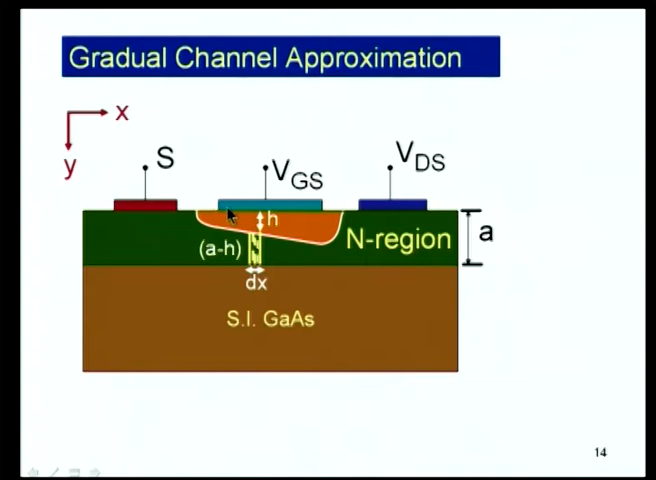 Gradual Channel Approximation
x
y
S
VGS
VDS
h
(a-h)
N-region
a
dx
S.I. GaAs
14